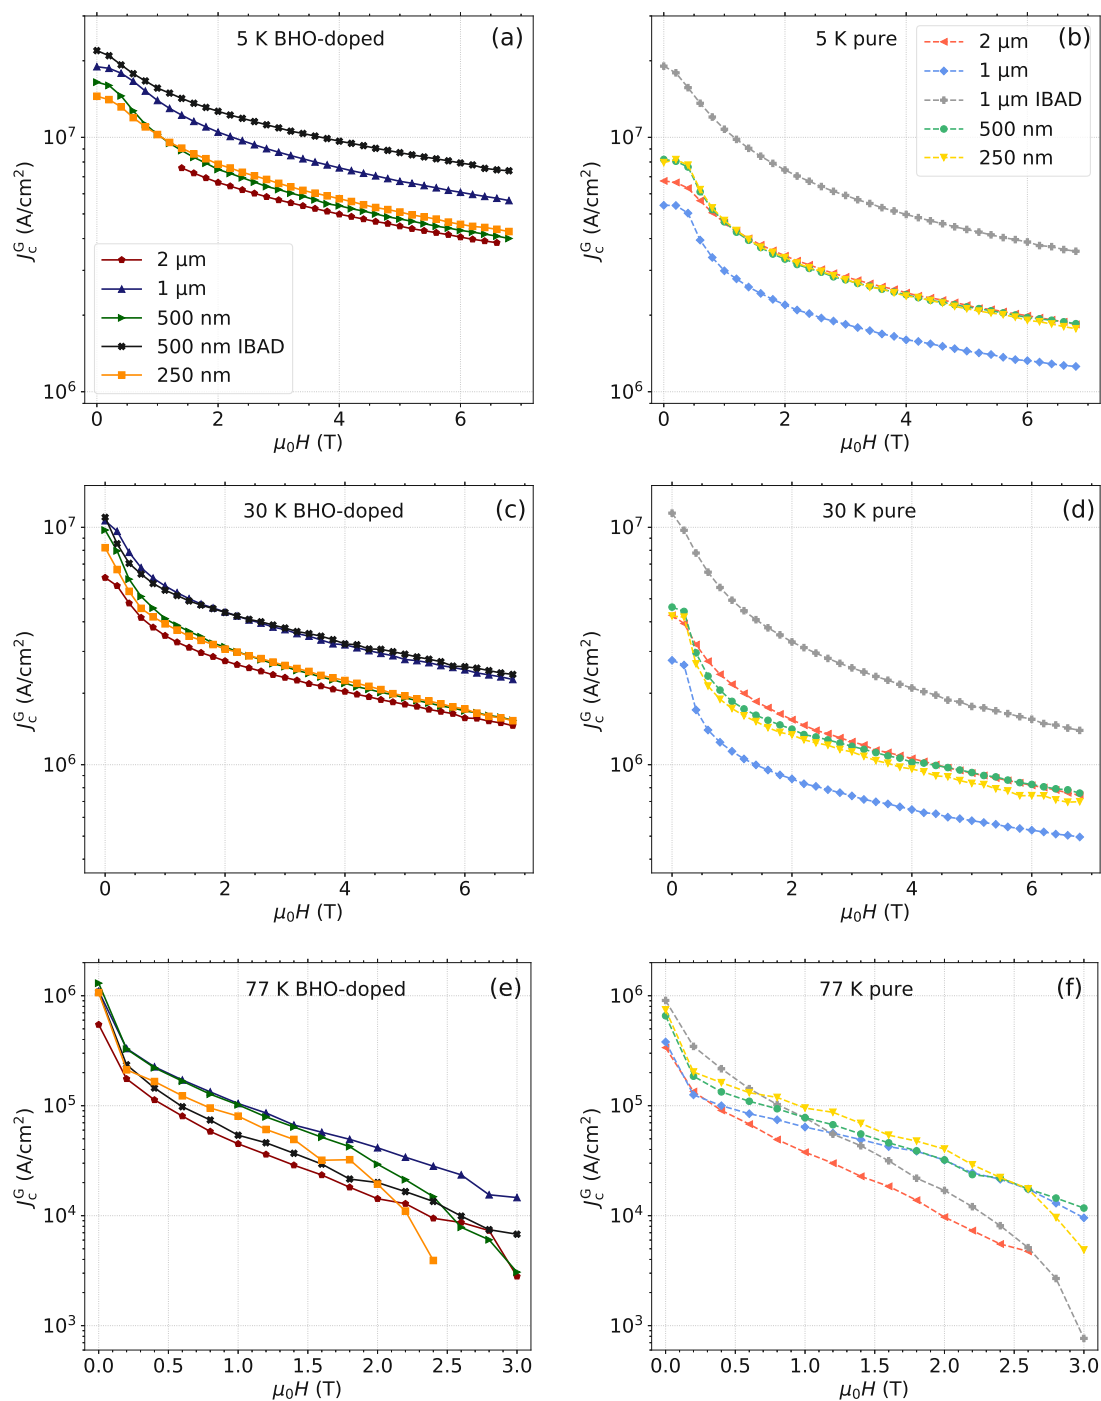 5 K BHO-doped
(a)
10⁷
10⁶
J_c^G (A/cm²)
2 μm
1 μm
500 nm
500 nm IBAD
250 nm
0 2 4 6
μ₀H (T)
5 K pure
(b)
2 μm
1 μm
1 μm IBAD
500 nm
250 nm
10⁷
10⁶
J_c^G (A/cm²)
0 2 4 6
μ₀H (T)
30 K BHO-doped
(c)
10⁷
10⁶
J_c^G (A/cm²)
0 2 4 6
μ₀H (T)
30 K pure
(d)
10⁷
10⁶
J_c^G (A/cm²)
0 2 4 6
μ₀H (T)
77 K BHO-doped
(e)
10⁶
10⁵
10⁴
10³
J_c^G (A/cm²)
0.0 0.5 1.0 1.5 2.0 2.5 3.0
μ₀H (T)
77 K pure
(f)
10⁶
10⁵
10⁴
10³
J_c^G (A/cm²)
0.0 0.5 1.0 1.5 2.0 2.5 3.0
μ₀H (T)